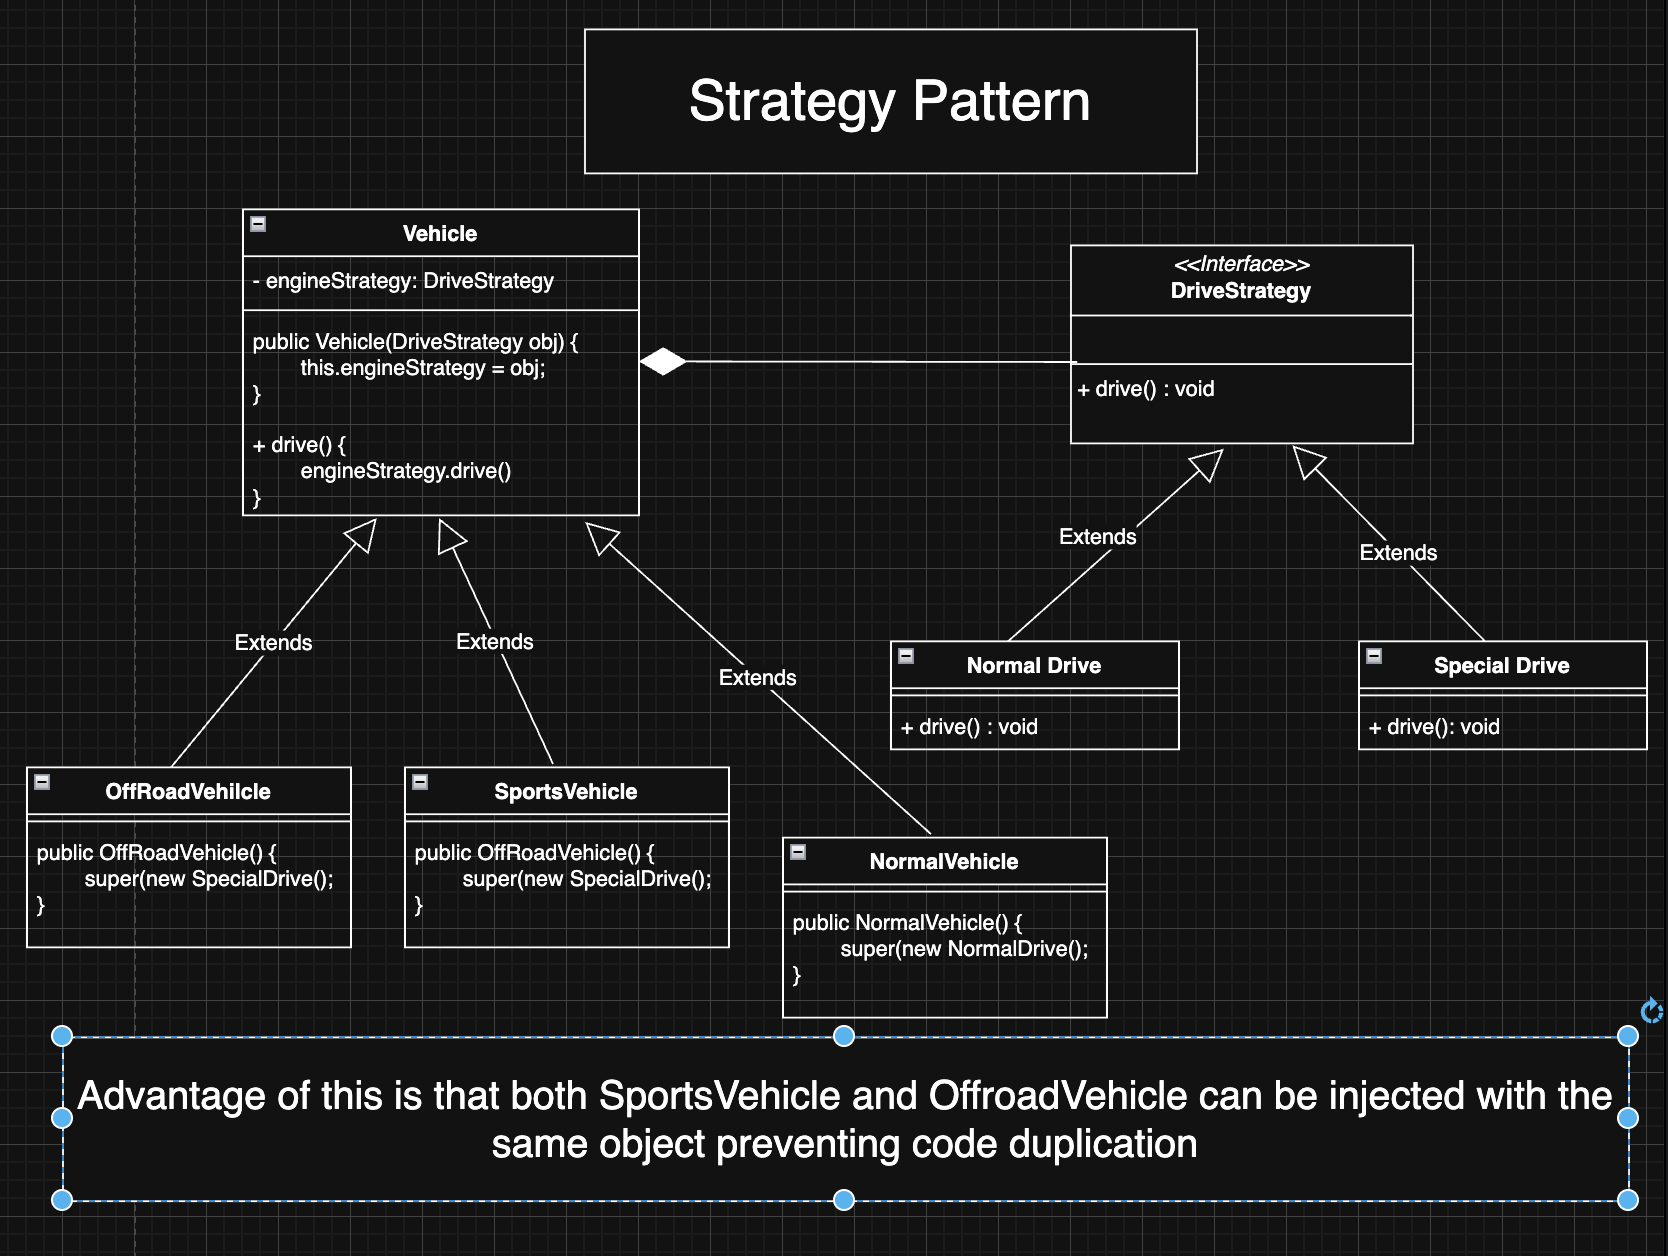 Strategy Pattern
Vehicle
- engineStrategy: DriveStrategy
public Vehicle(DriveStrategy obj) {
this.engineStrategy = obj;
}
+ drive() {
engineStrategy.drive()
}
<<Interface>>
DriveStrategy
+ drive() : void
Extends
Extends
Extends
Extends
Extends
Normal Drive
+ drive() : void
Special Drive
+ drive(): void
OffRoadVehilcle
public OffRoadVehicle() {
super(new SpecialDrive();
}
SportsVehicle
public OffRoadVehicle() {
super(new SpecialDrive();
}
NormalVehicle
public NormalVehicle() {
super(new NormalDrive();
}
Advantage of this is that both SportsVehicle and OffroadVehicle can be injected with the
same object preventing code duplication